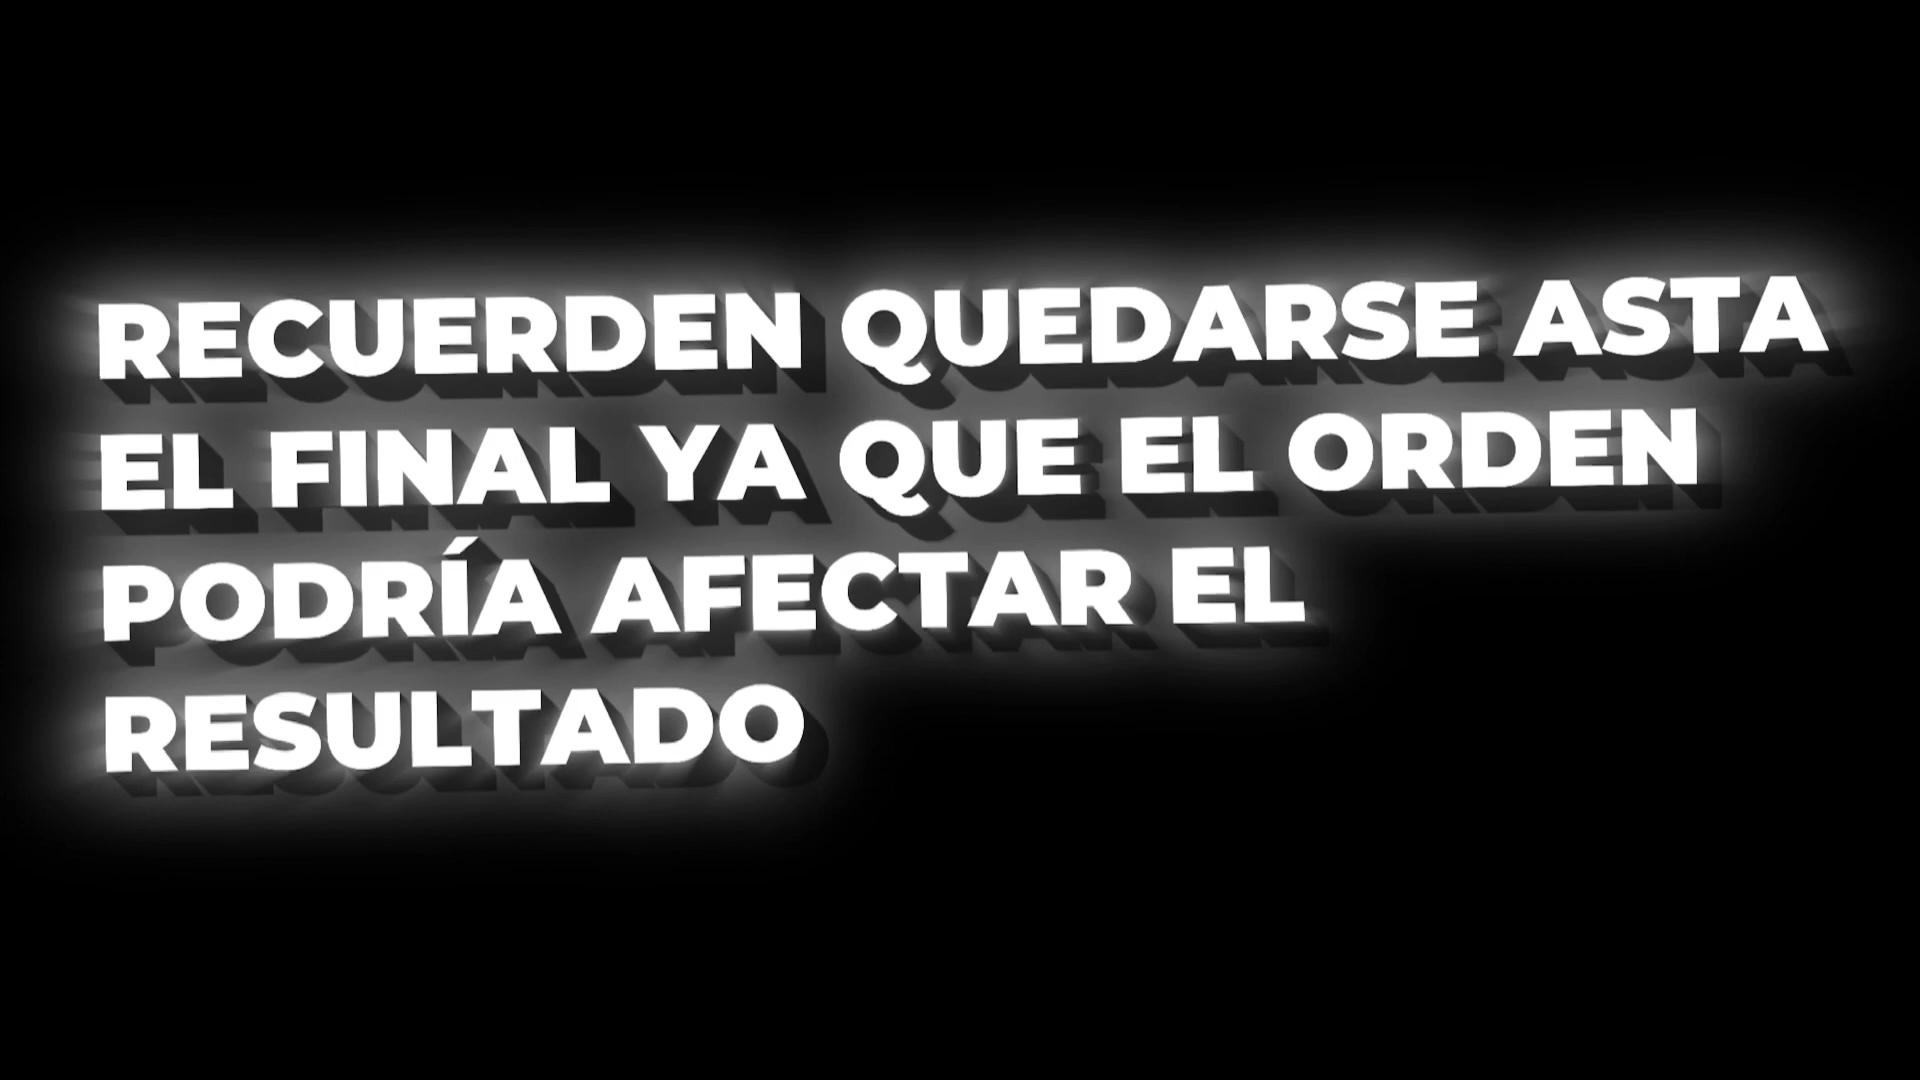 RECUERDEN QUEDARSE ASTA
EL FINAL YA QUE EL ORDEN
PODRÍA AFECTAR EL
RESULTADO